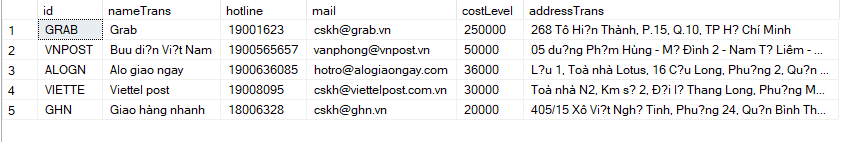 id nameTrans hotline mail costLevel addressTrans
1 GRAB Grab 19001623 cskh@grab.vn 250000 268 Tô Hi?n Thành, P.15, Q.10, TP H? Chí Minh
2 VNPOST Buu di?n Vi?t Nam 1900565657 vanphong@vnpost.vn 50000 05 du?ng Ph?m Hùng - M? Đình 2 - Nam T? Liêm - ...
3 ALOGN Alo giao ngay 1900636085 hotro@alogiaongay.com 36000 L?u 1, Toà nhà Lotus, 16 C?u Long, Phu?ng 2, Qu?n ...
4 VIETTE Viettel post 19008095 cskh@viettelpost.com.vn 30000 Toà nhà N2, Km s? 2, Đ?i l? Thang Long, Phu?ng M...
5 GHN Giao hàng nhanh 18006328 cskh@ghn.vn 20000 405/15 Xô Vi?t Ngh? Tinh, Phu?ng 24, Qu?n Bình Th...